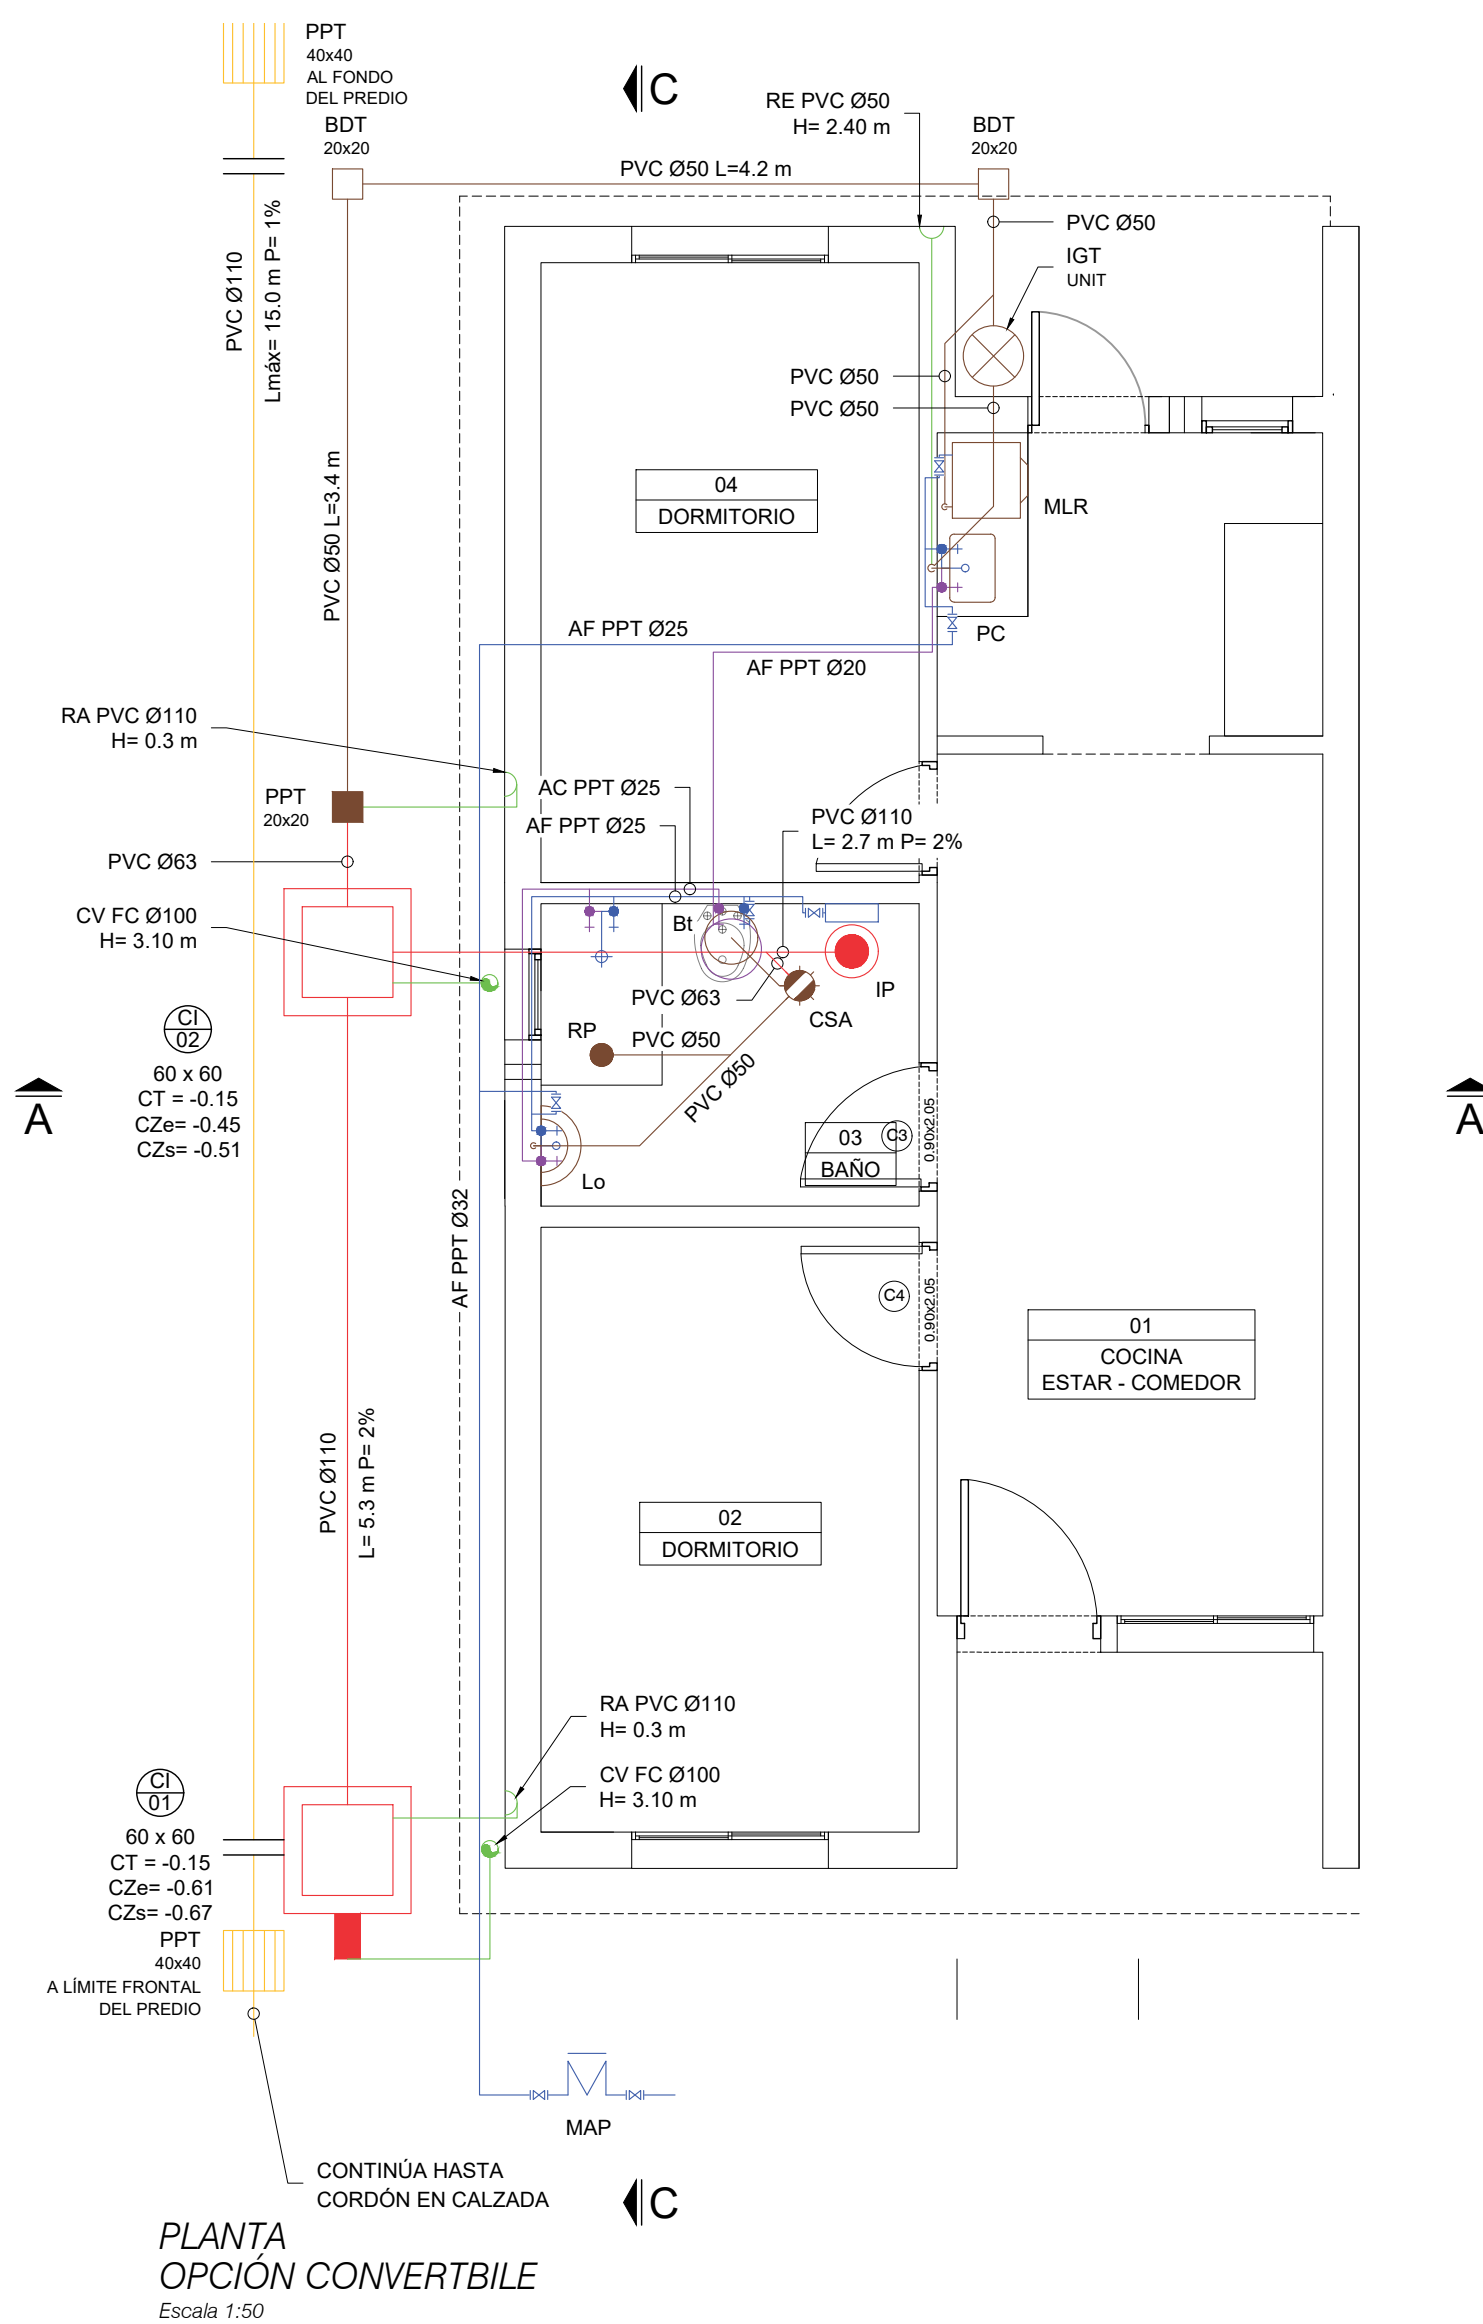 PPT
40x40
AL FONDO
DEL PREDIO
C
RE PVC Ø50
H= 2.40 m
BDT
20x20
BDT
20x20
PVC Ø50 L=4.2 m
PVC Ø50
IGT
UNIT
PVC Ø110
Lmáx= 15.0 m P= 1%
PVC Ø50
PVC Ø50
PVC Ø50 L=3.4 m
04
DORMITORIO
MLR
AF PPT Ø25
PC
AF PPT Ø20
RA PVC Ø110
H= 0.3 m
PPT
20x20
AC PPT Ø25
AF PPT Ø25
PVC Ø110
L= 2.7 m P= 2%
PVC Ø63
CV FC Ø100
H= 3.10 m
Bt
PVC Ø63
IP
CSA
RP
PVC Ø50
PVC Ø50
CI
02
60 x 60
CT = -0.15
CZe= -0.45
CZs= -0.51
A
A
03
BAÑO
C3
0.90x2.05
Lo
AF PPT Ø32
C4
0.90x2.05
01
COCINA
ESTAR - COMEDOR
PVC Ø110
L= 5.3 m P= 2%
02
DORMITORIO
RA PVC Ø110
H= 0.3 m
CV FC Ø100
H= 3.10 m
CI
01
60 x 60
CT = -0.15
CZe= -0.61
CZs= -0.67
PPT
40x40
A LÍMITE FRONTAL
DEL PREDIO
MAP
CONTINÚA HASTA
CORDÓN EN CALZADA
C
PLANTA
OPCIÓN CONVERTBILE
Escala 1:50